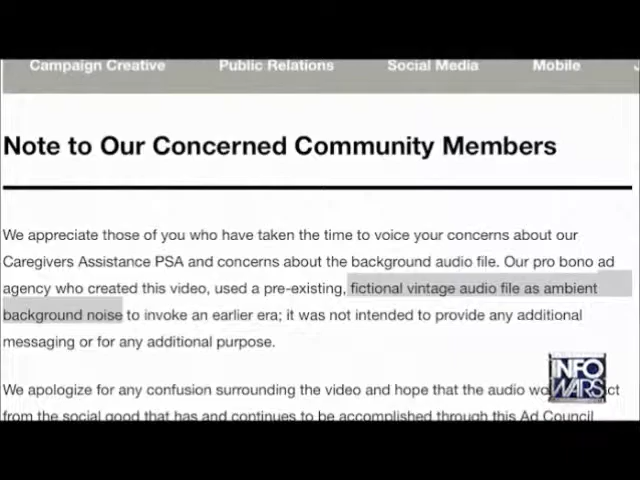 Campaign Creative Public Relations Social Media Mobile
Note to Our Concerned Community Members
We appreciate those of you who have taken the time to voice your concerns about our
Caregivers Assistance PSA and concerns about the background audio file. Our pro bono ad
agency who created this video, used a pre-existing, fictional vintage audio file as ambient
background noise to invoke an earlier era; it was not intended to provide any additional
messaging or for any additional purpose.
We apologize for any confusion surrounding the video and hope that the audio
from the social good that has and continues to be accomplished through this Ad Council
INFO
WARS